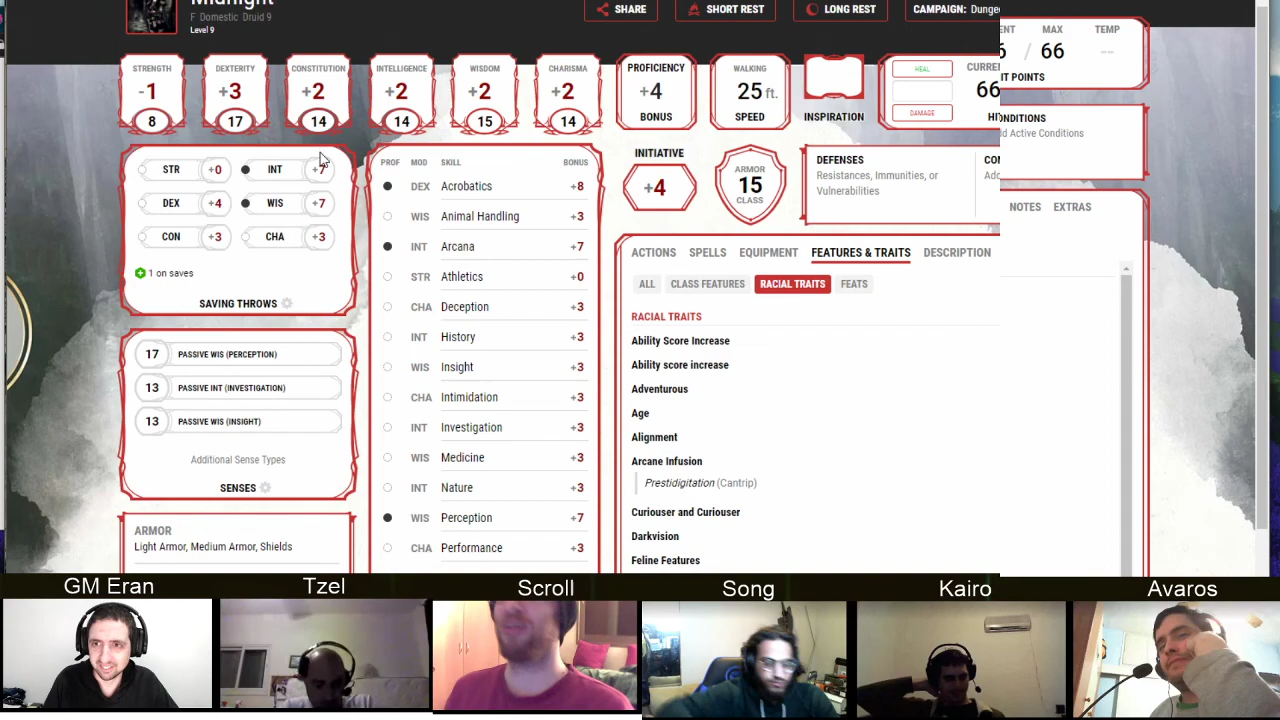 Midnight
F Domestic Druid 9
Level 9
SHARE
SHORT REST
LONG REST
CAMPAIGN: Dunge
STRENGTH
-1
8
DEXTERITY
+3
17
CONSTITUTION
+2
14
INTELLIGENCE
+2
14
WISDOM
+2
15
CHARISMA
+2
14
PROFICIENCY
+4
BONUS
WALKING
25 ft.
SPEED
INSPIRATION
HEAL
DAMAGE
CURRE
66
HI
ENT MAX TEMP
6 / 66 --
IT POINTS
STR +0
DEX +4
CON +3
INT +7
WIS +7
CHA +3
1 on saves
SAVING THROWS
17 PASSIVE WIS (PERCEPTION)
13 PASSIVE INT (INVESTIGATION)
13 PASSIVE WIS (INSIGHT)
Additional Sense Types
SENSES
ARMOR
Light Armor, Medium Armor, Shields
PROF MOD SKILL BONUS
DEX Acrobatics +8
WIS Animal Handling +3
INT Arcana +7
STR Athletics +0
CHA Deception +3
INT History +3
WIS Insight +3
CHA Intimidation +3
INT Investigation +3
WIS Medicine +3
INT Nature +3
WIS Perception +7
CHA Performance +3
INITIATIVE
+4
ARMOR
15
CLASS
DEFENSES
Resistances, Immunities, or
Vulnerabilities
CON
Adc
ONDITIONS
d Active Conditions
ACTIONS SPELLS EQUIPMENT FEATURES & TRAITS DESCRIPTION
NOTES EXTRAS
ALL CLASS FEATURES RACIAL TRAITS FEATS
RACIAL TRAITS
Ability Score Increase
Ability score increase
Adventurous
Age
Alignment
Arcane Infusion
Prestidigitation (Cantrip)
Curiouser and Curiouser
Darkvision
Feline Features
GM Eran
Tzel
Scroll
Song
Kairo
Avaros